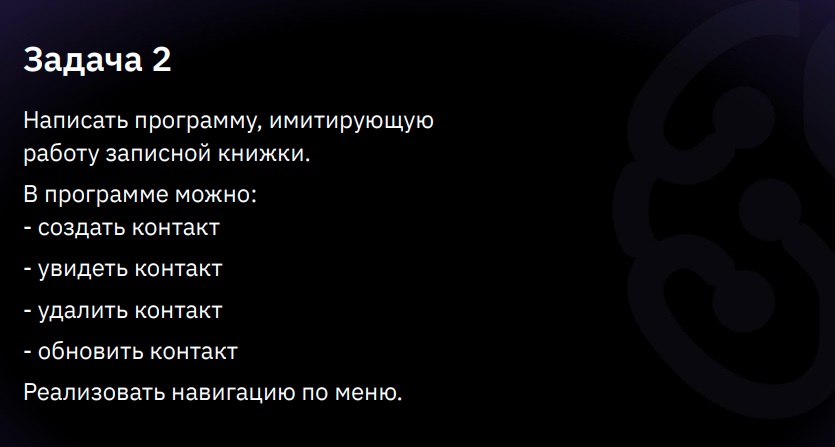 Задача 2
Написать программу, имитирующую
работу записной книжки.
В программе можно:
- создать контакт
- увидеть контакт
- удалить контакт
- обновить контакт
Реализовать навигацию по меню.